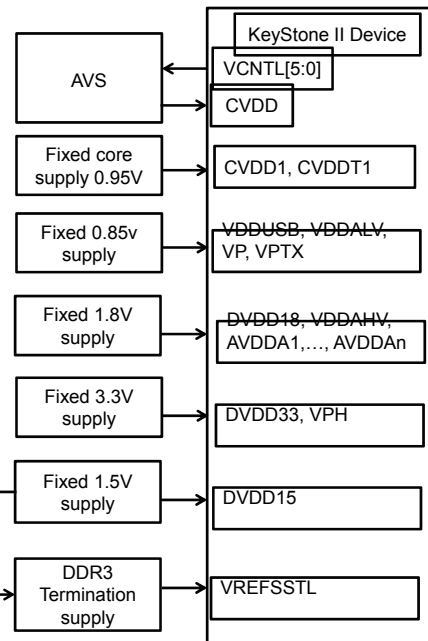 KeyStone II Device
AVS
VCNTL[5:0]
CVDD
Fixed core
supply 0.95V
CVDD1, CVDDT1
Fixed 0.85v
supply
VDDUSB, VDDALV,
VP, VPTX
Fixed 1.8V
supply
DVDD18, VDDAHV,
AVDDA1,…, AVDDAn
Fixed 3.3V
supply
DVDD33, VPH
Fixed 1.5V
supply
DVDD15
DDR3
Termination
supply
VREFSSTL